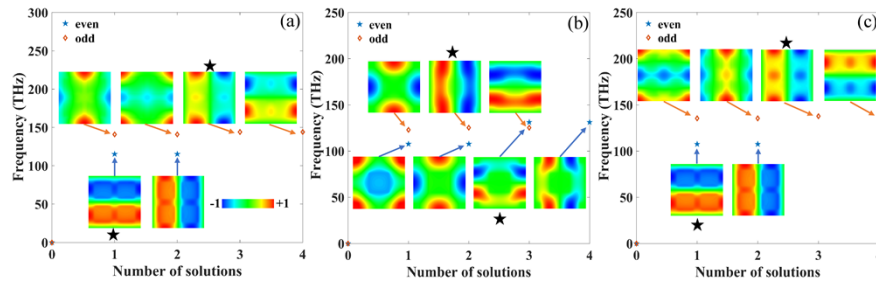 (a)
even
odd
Frequency (THz)
300
250
200
150
100
50
0
-1 +1
0 1 2 3 4
Number of solutions
(b)
even
odd
Frequency (THz)
250
200
150
100
50
0
0 1 2 3 4
Number of solutions
(c)
even
odd
Frequency (THz)
250
200
150
100
50
0
0 1 2 3 4
Number of solutions